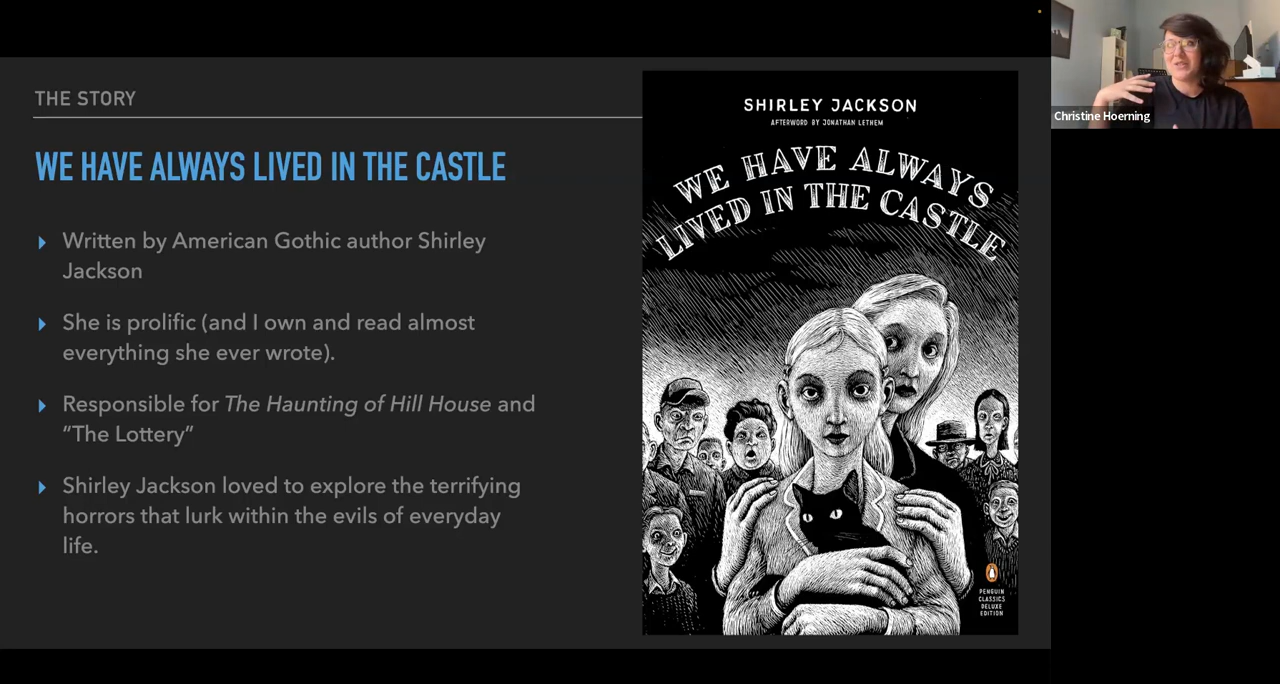 THE STORY
WE HAVE ALWAYS LIVED IN THE CASTLE
Written by American Gothic author Shirley
Jackson
She is prolific (and I own and read almost
everything she ever wrote).
Responsible for The Haunting of Hill House and
“The Lottery”
Shirley Jackson loved to explore the terrifying
horrors that lurk within the evils of everyday
life.
SHIRLEY JACKSON
AFTERWORD BY JONATHAN LETHEM
WE HAVE ALWAYS
LIVED IN THE CASTLE
PENGUIN
CLASSICS
DELUXE
EDITION
Christine Hoerning